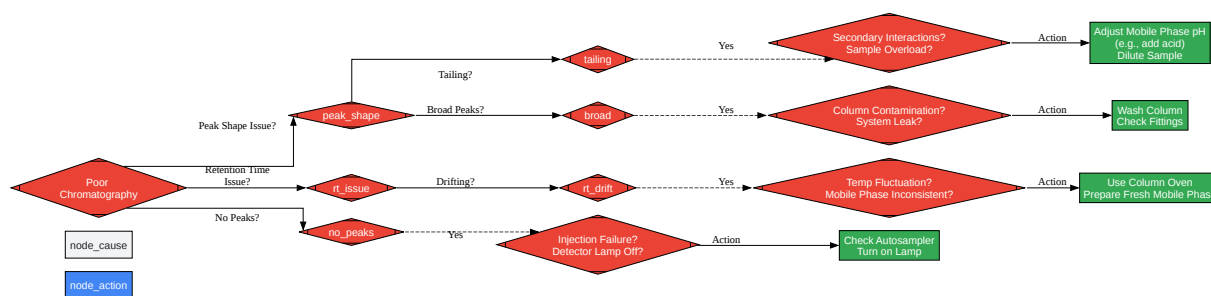 Secondary Interactions?
Sample Overload?
Action
Adjust Mobile Phase pH
(e.g., add acid)
Dilute Sample
Yes
tailing
Tailing?
Peak Shape Issue?
peak_shape
Broad Peaks?
broad
Yes
Column Contamination?
System Leak?
Action
Wash Column
Check Fittings
Poor
Chromatography
Retention Time
Issue?
rt_issue
Drifting?
rt_drift
Yes
Temp Fluctuation?
Mobile Phase Inconsistent?
Action
Use Column Oven
Prepare Fresh Mobile Phas
No Peaks?
no_peaks
Yes
Injection Failure?
Detector Lamp Off?
Action
Check Autosampler
Turn on Lamp
node_cause
node_action